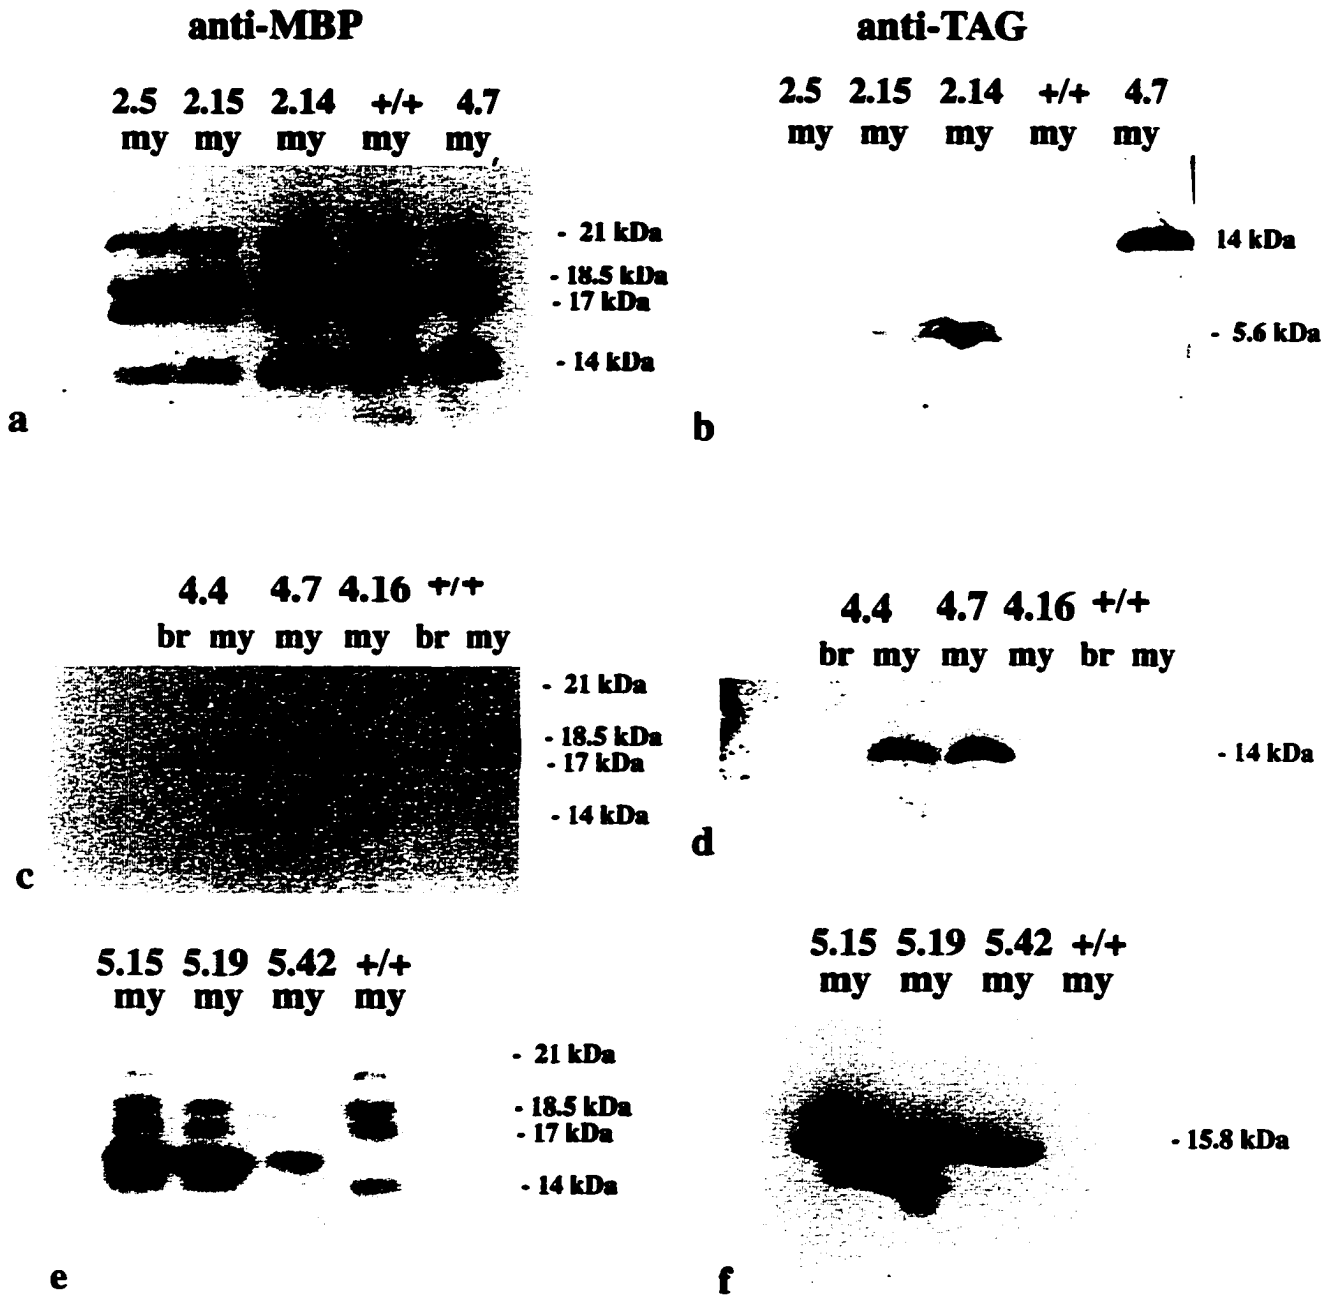 anti-MBP
2.5 2.15 2.14 +/+ 4.7
my my my my my
- 21 kDa
- 18.5 kDa
- 17 kDa
- 14 kDa
a
anti-TAG
2.5 2.15 2.14 +/+ 4.7
my my my my my
14 kDa
- 5.6 kDa
b
4.4 4.7 4.16 +/+
br my my my br my
- 21 kDa
- 18.5 kDa
- 17 kDa
- 14 kDa
c
4.4 4.7 4.16 +/+
br my my my br my
- 14 kDa
d
5.15 5.19 5.42 +/+
my my my my
- 21 kDa
- 18.5 kDa
- 17 kDa
- 14 kDa
e
5.15 5.19 5.42 +/+
my my my my
- 15.8 kDa
f